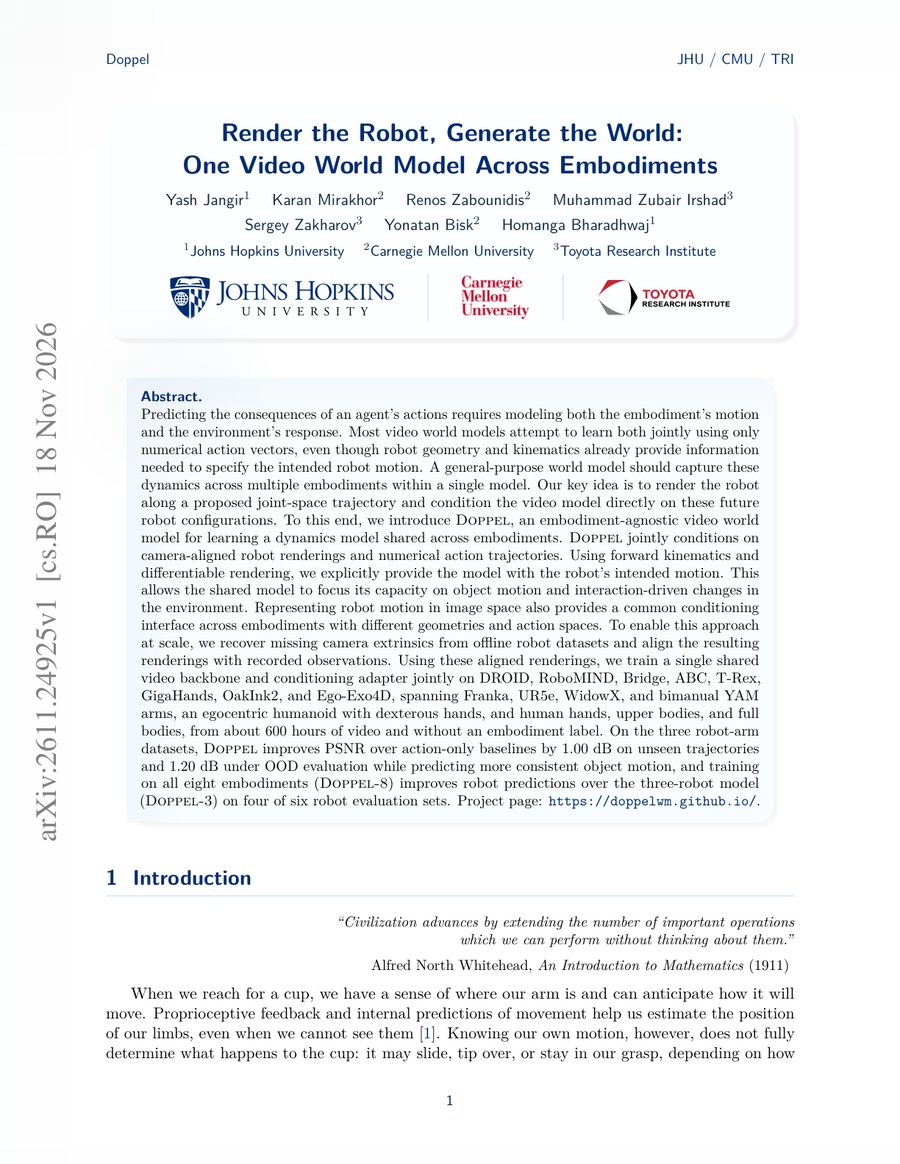 Doppel
JHU / CMU / TRI
Render the Robot, Generate the World:
One Video World Model Across Embodiments
Yash Jangir1 Karan Mirakhor2 Renos Zabounidis2 Muhammad Zubair Irshad3
Sergey Zakharov3 Yonatan Bisk2 Homanga Bharadhwaj1
1Johns Hopkins University 2Carnegie Mellon University 3Toyota Research Institute
JOHNS HOPKINS
UNIVERSITY
Carnegie
Mellon
University
TOYOTA
RESEARCH INSTITUTE
arXiv:2611.24925v1 [cs.RO] 18 Nov 2026
Abstract.
Predicting the consequences of an agent's actions requires modeling both the embodiment's motion
and the environment's response. Most video world models attempt to learn both jointly using only
numerical action vectors, even though robot geometry and kinematics already provide information
needed to specify the intended robot motion. A general-purpose world model should capture these
dynamics across multiple embodiments within a single model. Our key idea is to render the robot
along a proposed joint-space trajectory and condition the video model directly on these future
robot configurations. To this end, we introduce DOPPEL, an embodiment-agnostic video world
model for learning a dynamics model shared across embodiments. DOPPEL jointly conditions on
camera-aligned robot renderings and numerical action trajectories. Using forward kinematics and
differentiable rendering, we explicitly provide the model with the robot's intended motion. This
allows the shared model to focus its capacity on object motion and interaction-driven changes in
the environment. Representing robot motion in image space also provides a common conditioning
interface across embodiments with different geometries and action spaces. To enable this approach
at scale, we recover missing camera extrinsics from offline robot datasets and align the resulting
renderings with recorded observations. Using these aligned renderings, we train a single shared
video backbone and conditioning adapter jointly on DROID, RoboMIND, Bridge, ABC, T-Rex,
GigaHands, OakInk2, and Ego-Exo4D, spanning Franka, UR5e, WidowX, and bimanual YAM
arms, an egocentric humanoid with dexterous hands, and human hands, upper bodies, and full
bodies, from about 600 hours of video and without an embodiment label. On the three robot-arm
datasets, DOPPEL improves PSNR over action-only baselines by 1.00 dB on unseen trajectories
and 1.20 dB under OOD evaluation while predicting more consistent object motion, and training
on all eight embodiments (DOPPEL-8) improves robot predictions over the three-robot model
(DOPPEL-3) on four of six robot evaluation sets. Project page: https://doppelwm.github.io/.
1 Introduction
“Civilization advances by extending the number of important operations
which we can perform without thinking about them.”
Alfred North Whitehead, An Introduction to Mathematics (1911)
When we reach for a cup, we have a sense of where our arm is and can anticipate how it will
move. Proprioceptive feedback and internal predictions of movement help us estimate the position
of our limbs, even when we cannot see them [1]. Knowing our own motion, however, does not fully
determine what happens to the cup: it may slide, tip over, or stay in our grasp, depending on how
1